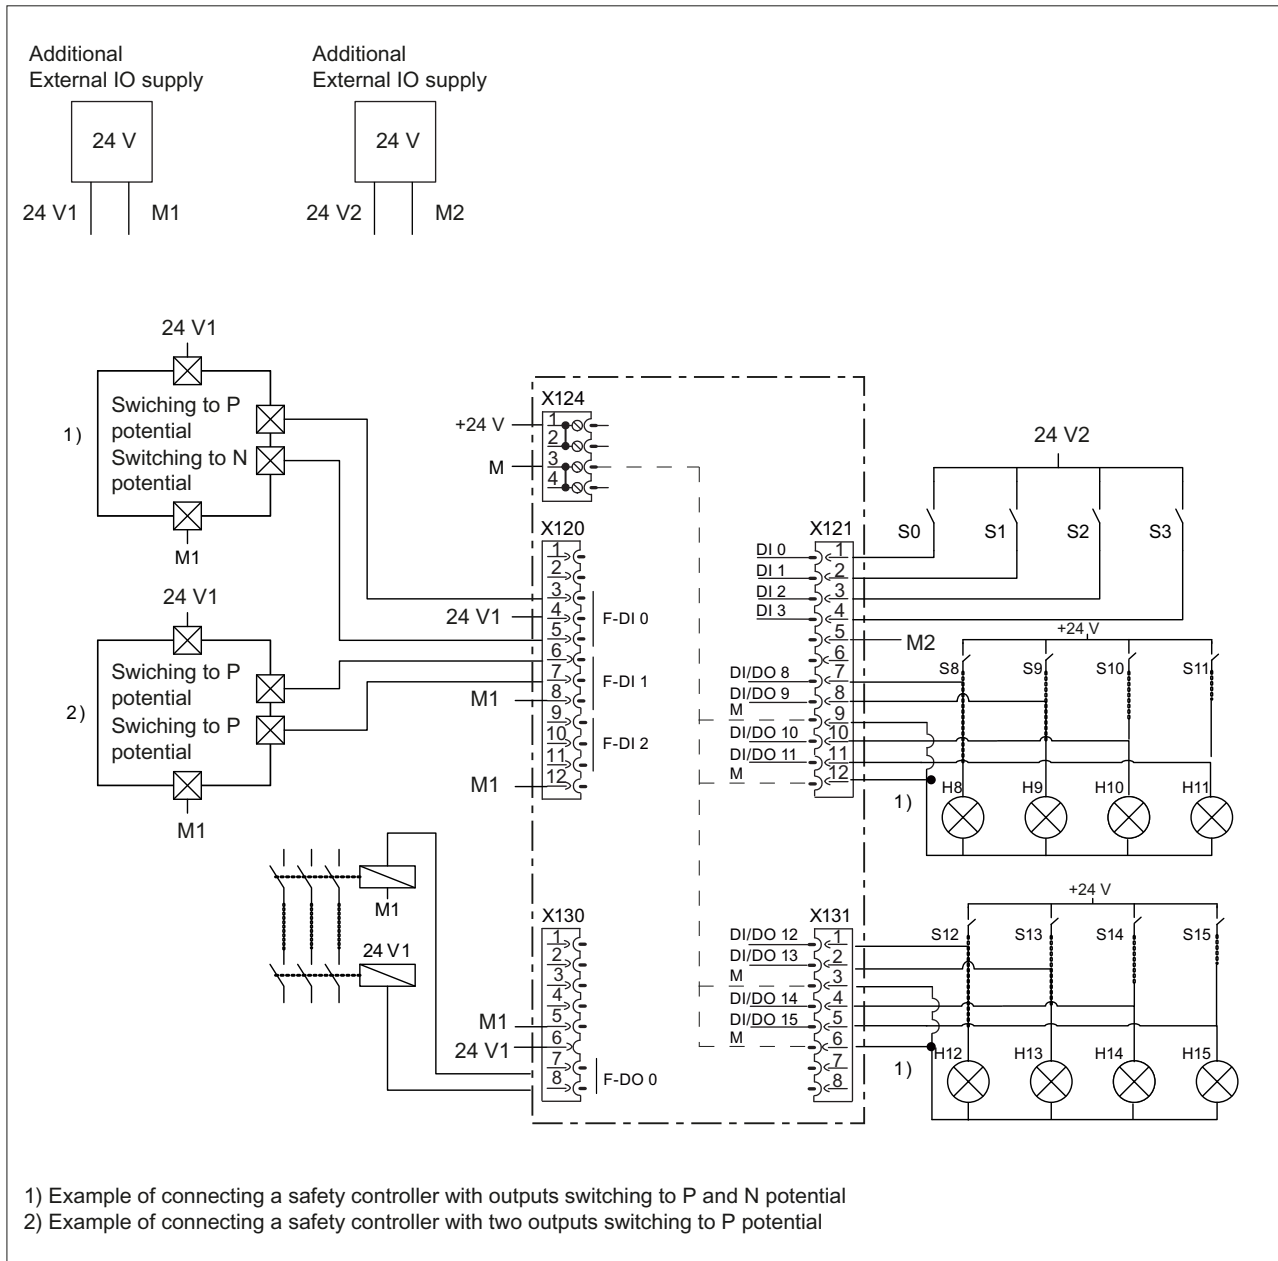 Additional
External IO supply
24 V
24 V1
M1
Additional
External IO supply
24 V
24 V2
M2
24 V1
1)
Swiching to P
potential
Switching to N
potential
M1
24 V1
2)
Swiching to P
potential
Swiching to P
potential
M1
M1
24 V1
X124
+24 V
M
1
2
3
4
X120
1
2
3
4
5
6
7
8
9
10
11
12
24 V1
M1
M1
F-DI 0
F-DI 1
F-DI 2
X130
1
2
3
4
5
6
7
8
M1
24 V1
F-DO 0
X121
DI 0
DI 1
DI 2
DI 3
DI/DO 8
DI/DO 9
M
DI/DO 10
DI/DO 11
M
1
2
3
4
5
6
7
8
9
10
11
12
M2
24 V2
S0
S1
S2
S3
+24 V
S8
S9
S10
S11
1)
H8
H9
H10
H11
X131
DI/DO 12
DI/DO 13
M
DI/DO 14
DI/DO 15
M
1
2
3
4
5
6
7
8
+24 V
S12
S13
S14
S15
1)
H12
H13
H14
H15
1) Example of connecting a safety controller with outputs switching to P and N potential
2) Example of connecting a safety controller with two outputs switching to P potential